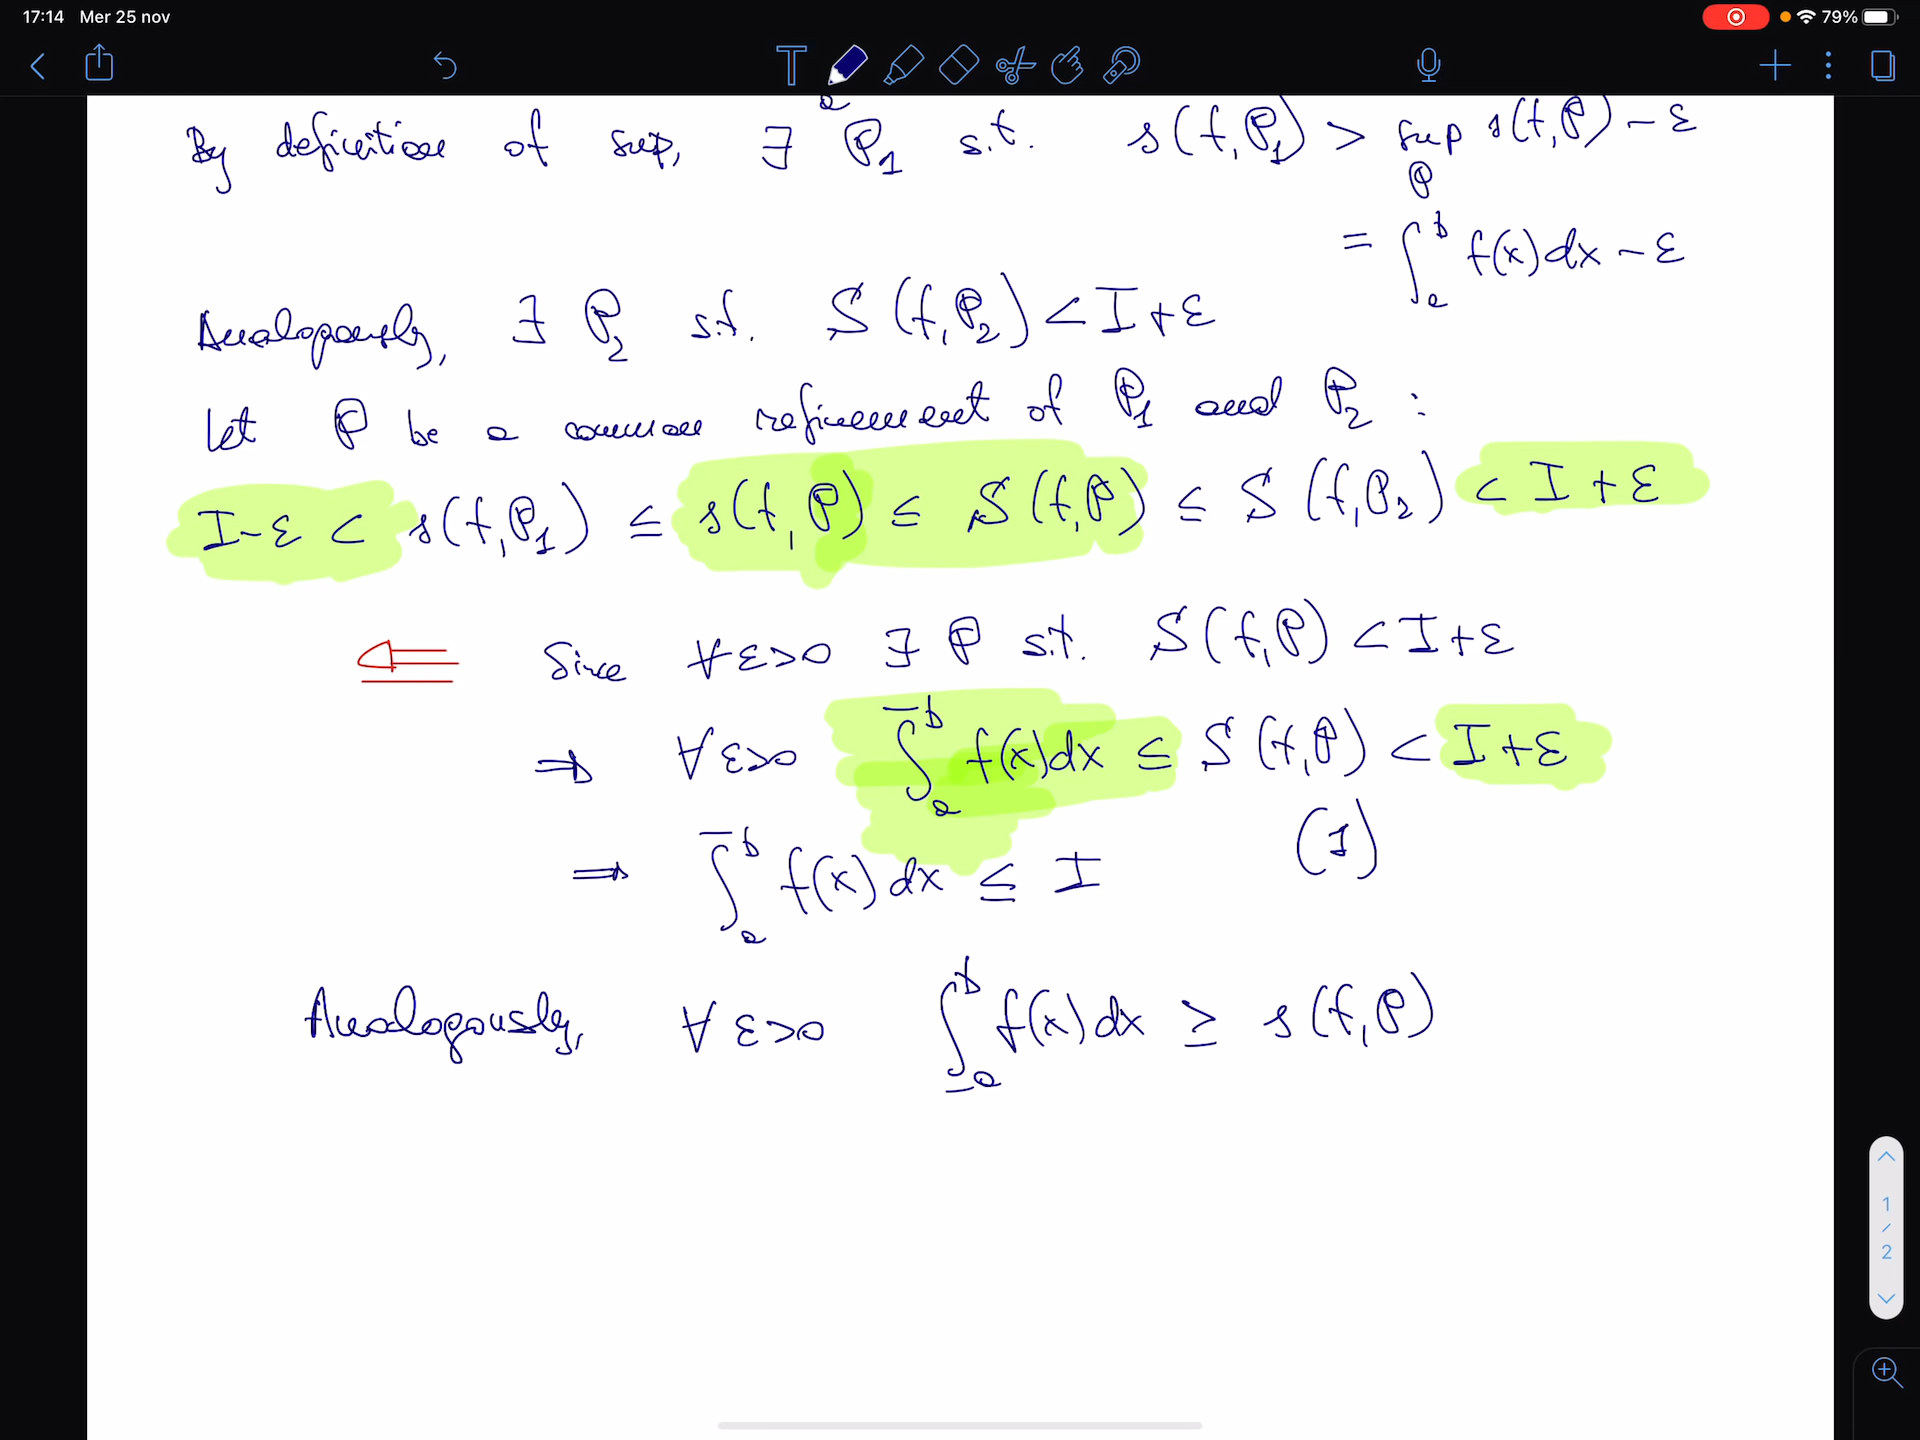 17:14 Mer 25 nov 79%
T
a
By definition of sup, ∃ P₁ s.t. s(f,P₁) > sup s(f,P) − ε
P
= ∫ₐᵇ f(x)dx − ε
Analogously, ∃ P₂ s.t. S(f,P₂) < I+ε
Let P be a common refinement of P₁ and P₂ :
I−ε < s(f,P₁) ≤ s(f,P) ≤ S(f,P) ≤ S(f,P₂) < I+ε
⇐ Since ∀ε>0 ∃ P s.t. S(f,P) < I+ε
⇒ ∀ε>0 ∫̅ₐᵇ f(x)dx ≤ S(f,P) < I+ε
(1)
⇒ ∫̅ₐᵇ f(x)dx ≤ I
Analogously, ∀ε>0 ∫̲ₐᵇ f(x)dx ≥ s(f,P)
1
/
2